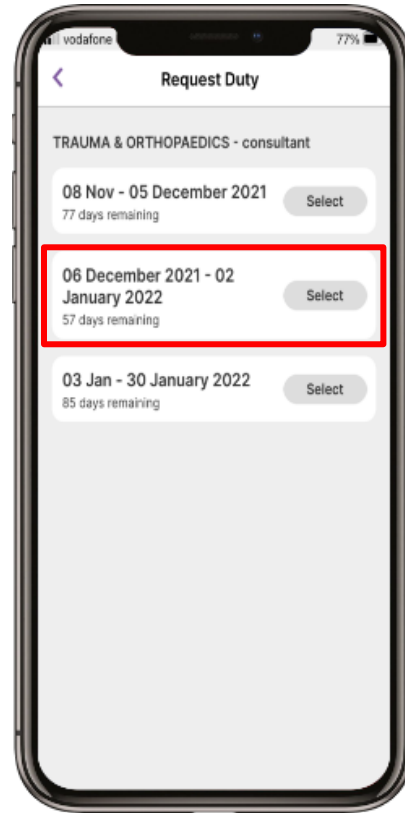 vodafone
77%
Request Duty
TRAUMA & ORTHOPAEDICS - consultant
08 Nov - 05 December 2021
77 days remaining
Select
06 December 2021 - 02
January 2022
57 days remaining
Select
03 Jan - 30 January 2022
85 days remaining
Select